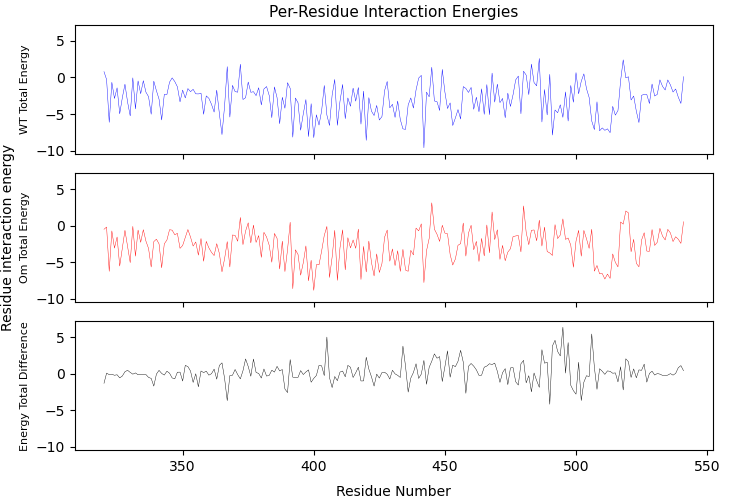 Per-Residue Interaction Energies
WT Total Energy
5
0
−5
−10
Om Total Energy
5
0
−5
−10
Residue interaction energy
Energy Total Difference
5
0
−5
−10
350
400
450
500
550
Residue Number